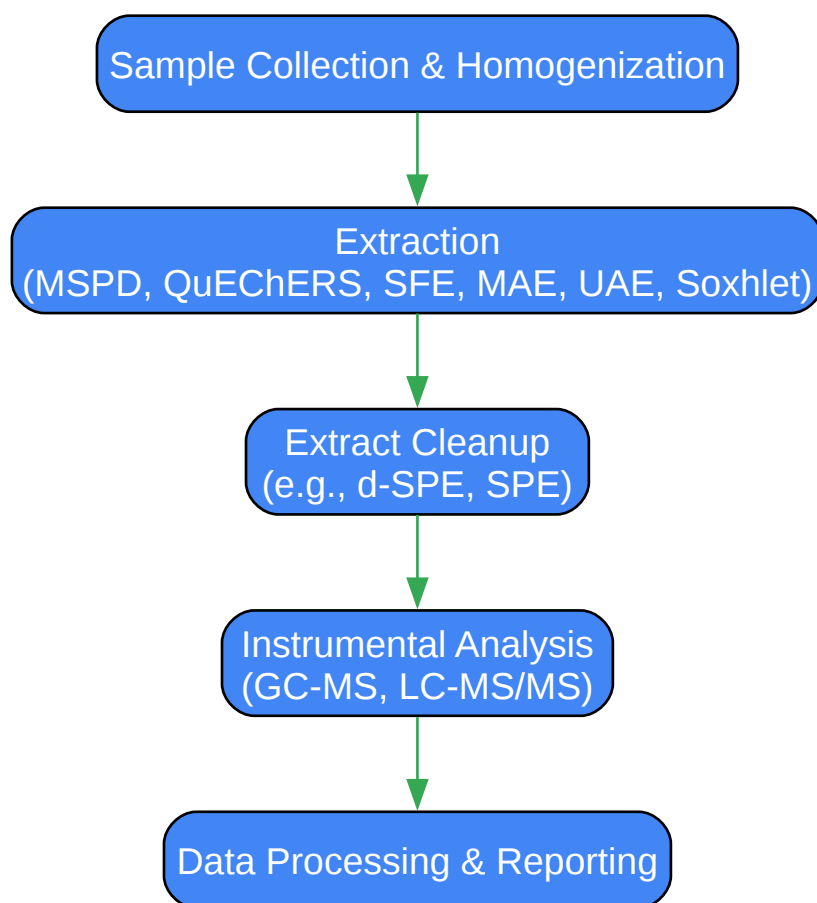 Sample Collection & Homogenization
Extraction
(MSPD, QuEChERS, SFE, MAE, UAE, Soxhlet)
Extract Cleanup
(e.g., d-SPE, SPE)
Instrumental Analysis
(GC-MS, LC-MS/MS)
Data Processing & Reporting